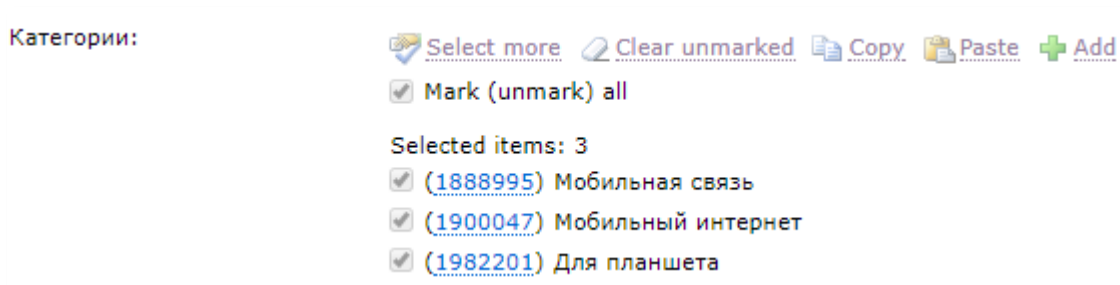 Категории:
Select more Clear unmarked Copy Paste Add
Mark (unmark) all
Selected items: 3
(1888995) Мобильная связь
(1900047) Мобильный интернет
(1982201) Для планшета